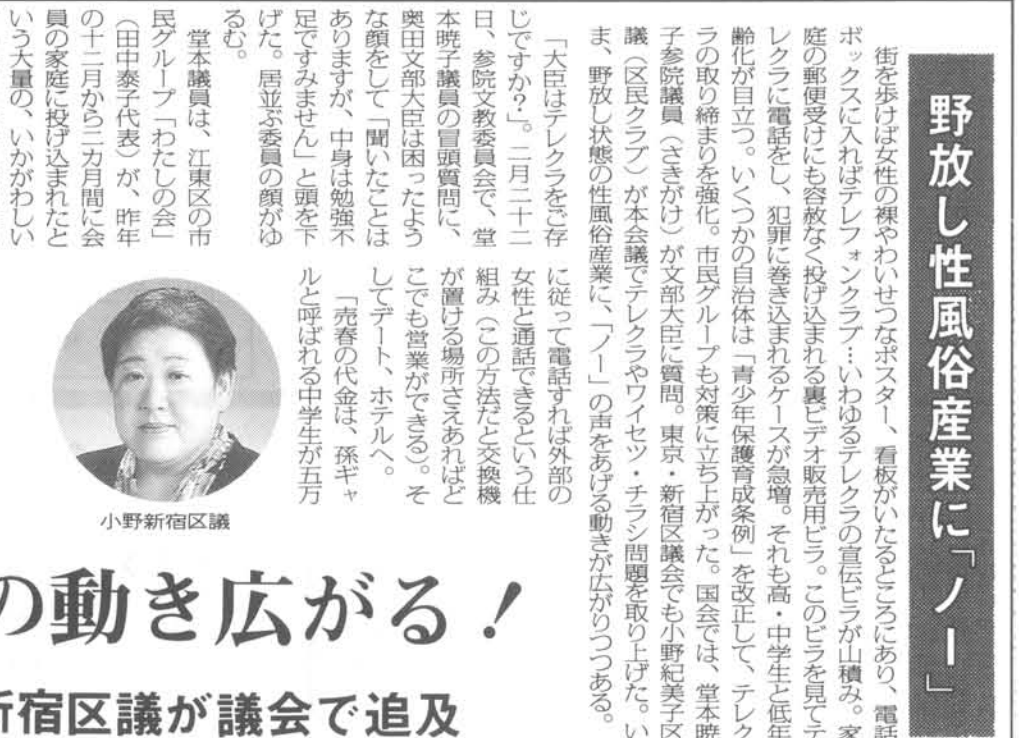 野放し性風俗産業に「ノー」
街を歩けば女性の裸やわいせつなポスター、看板がいたるところにあり、電話
ボックスに入ればテレフォンクラブ…いわゆるテレクラの宣伝ビラが山積み。家
庭の郵便受けにも容赦なく投げ込まれる裏ビデオ販売用ビラ。このビラを見てテ
レクラに電話をし、犯罪に巻き込まれるケースが急増。それも高・中学生と低年
齢化が目立つ。いくつかの自治体は「青少年保護育成条例」を改正して、テレク
ラの取り締まりを強化。市民グループも対策に立ち上がった。国会では、堂本暁
子参院議員（さきがけ）が文部大臣に質問。東京・新宿区議会でも小野紀美子区
議（区民クラブ）が本会議でテレクラやワイセツ・チラシ問題を取り上げた。い
ま、野放し状態の性風俗産業に、「ノー」の声をあげる動きが広がりつつある。
「大臣はテレクラをご存
じですか？」。二月二十二
日、参院文教委員会で、堂
本暁子議員の冒頭質問に、
奥田文部大臣は困ったよう
な顔をして「聞いたことは
ありますが、中身は勉強不
足ですみません」と頭を下
げた。居並ぶ委員の顔がゆ
るむ。
堂本議員は、江東区の市
民グループ「わたしの会」
（田中泰子代表）が、昨年
の十二月から二カ月間に会
員の家庭に投げ込まれたと
いう大量の、いかがわしい
に従って電話すれば外部の
女性と通話できるという仕
組み（この方法だと交換機
が置ける場所さえあればど
こでも営業ができる）。そ
してデート、ホテルへ。
「売春の代金は、孫ギャ
ルと呼ばれる中学生が五万
小野新宿区議
の動き広がる！
新宿区議が議会で追及